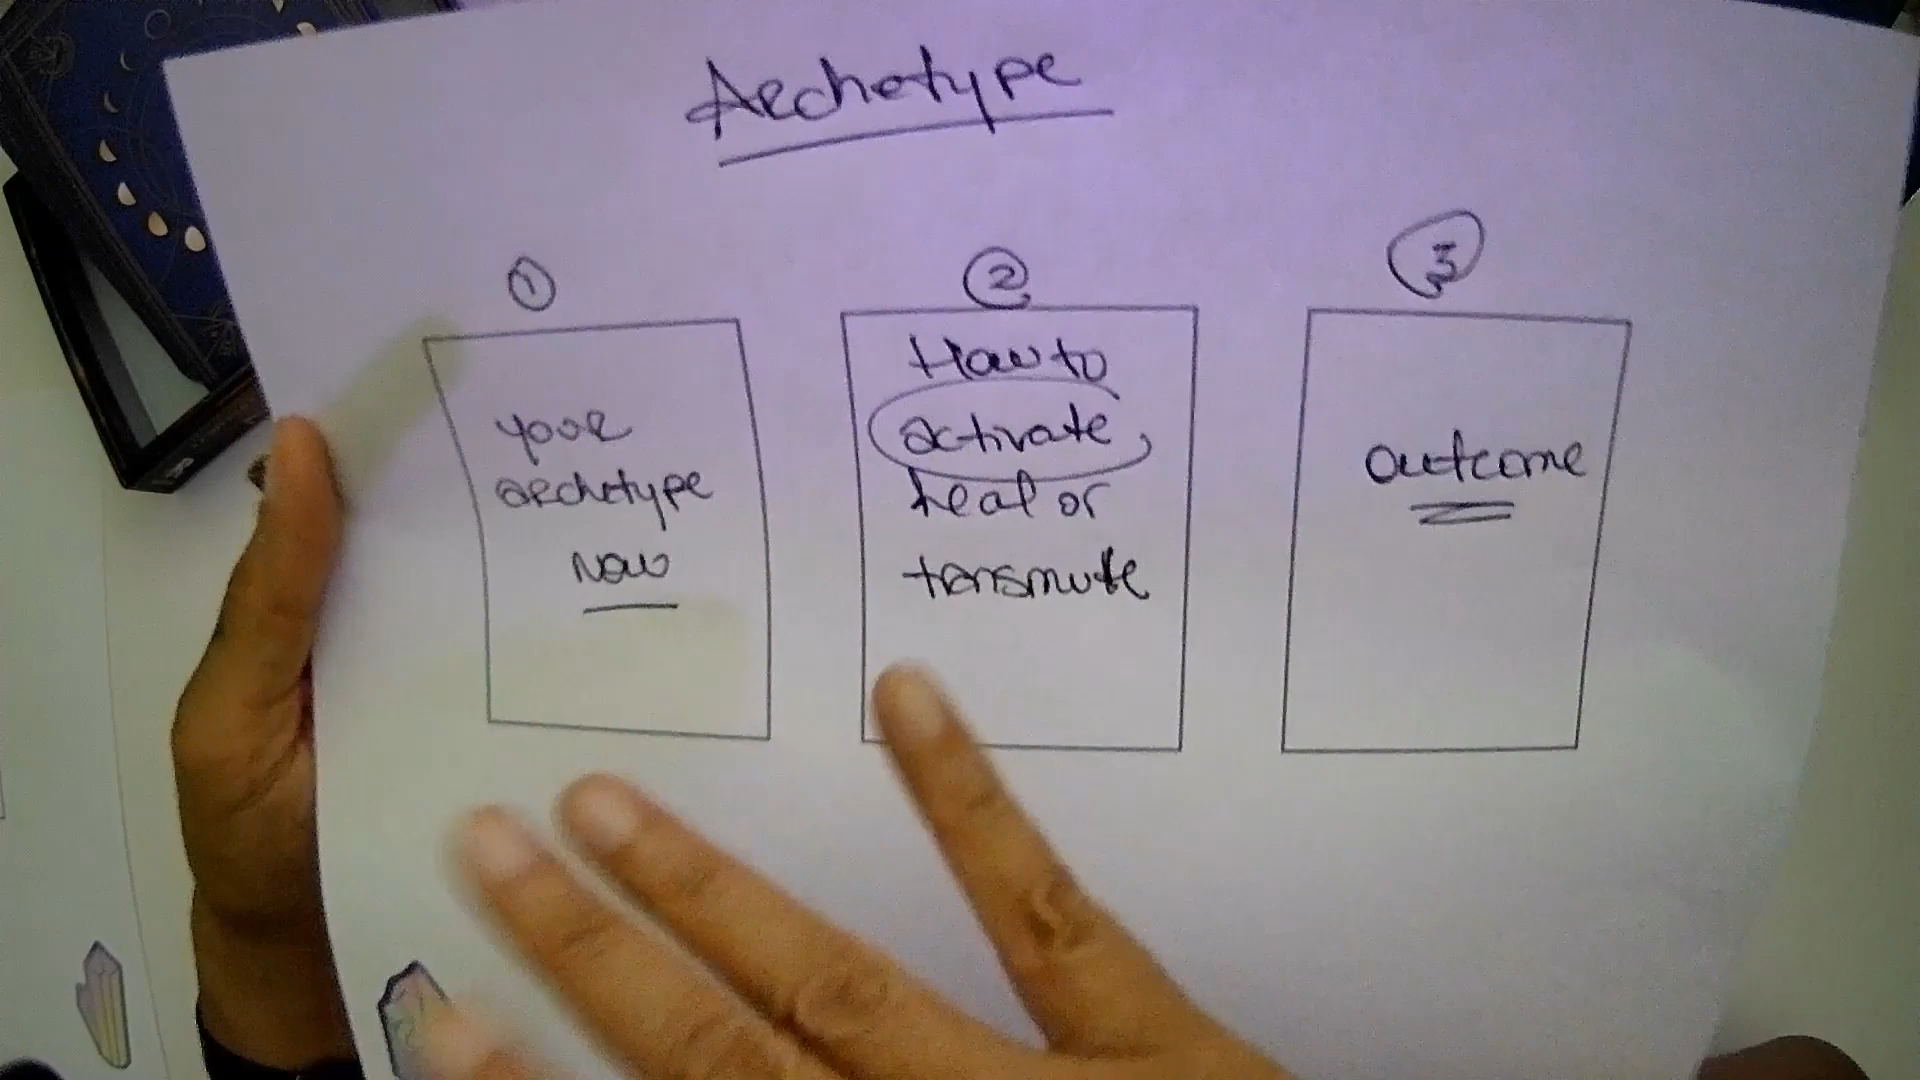 Archetype
1
your
archetype
now
2
How to
activate,
heal or
transmute
3
outcome